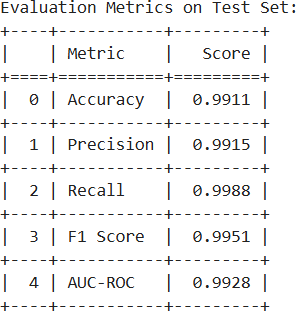 Evaluation Metrics on Test Set:
+----+-----------+---------+
|    | Metric    |   Score |
+====+===========+=========+
|  0 | Accuracy  |  0.9911 |
+----+-----------+---------+
|  1 | Precision |  0.9915 |
+----+-----------+---------+
|  2 | Recall    |  0.9988 |
+----+-----------+---------+
|  3 | F1 Score  |  0.9951 |
+----+-----------+---------+
|  4 | AUC-ROC   |  0.9928 |
+----+-----------+---------+